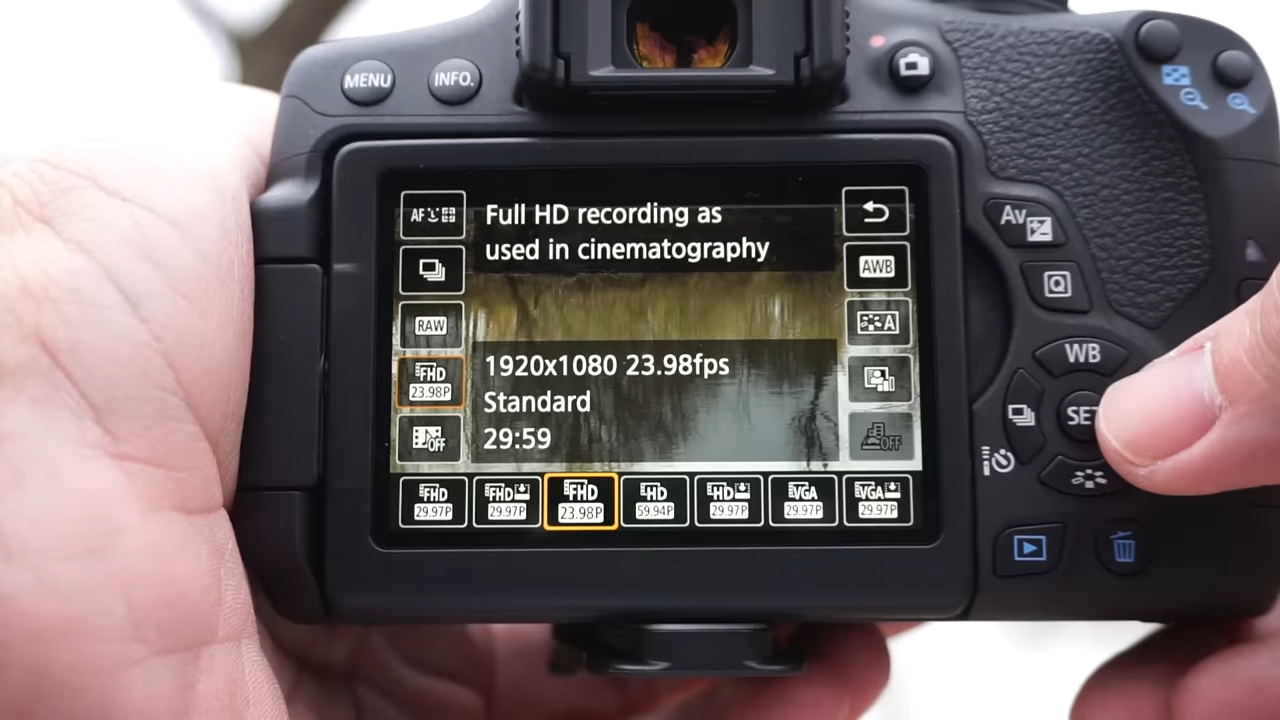 MENU
INFO.
AF
Full HD recording as
used in cinematography
AWB
A
RAW
FHD
23.98P
1920x1080 23.98fps
Standard
29:59
OFF
OFF
FHD
29.97P
FHD
29.97P
FHD
23.98P
HD
59.94P
HD
29.97P
VGA
29.97P
VGA
29.97P
Av
Q
WB
SET